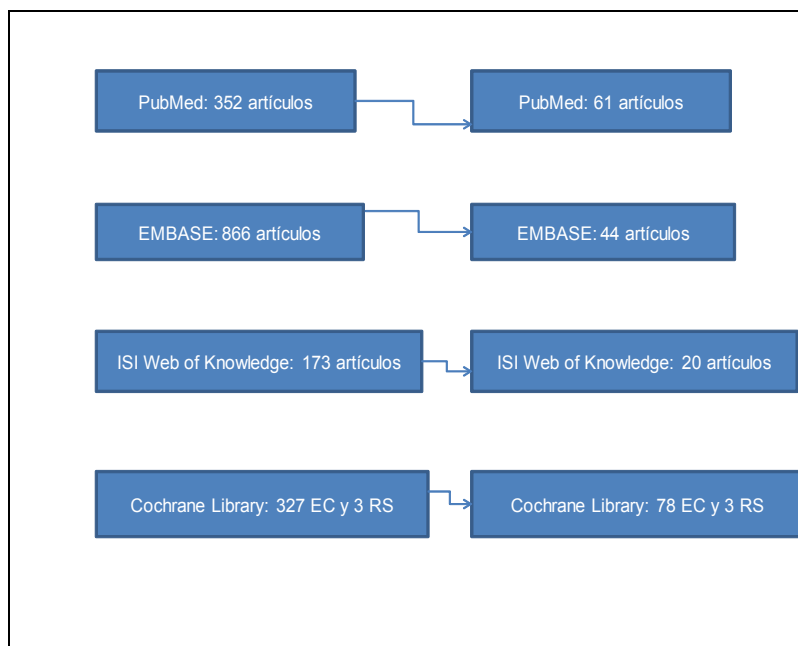 PubMed: 352 artículos
PubMed: 61 artículos
EMBASE: 866 artículos
EMBASE: 44 artículos
ISI Web of Knowledge: 173 artículos
ISI Web of Knowledge: 20 artículos
Cochrane Library: 327 EC y 3 RS
Cochrane Library: 78 EC y 3 RS